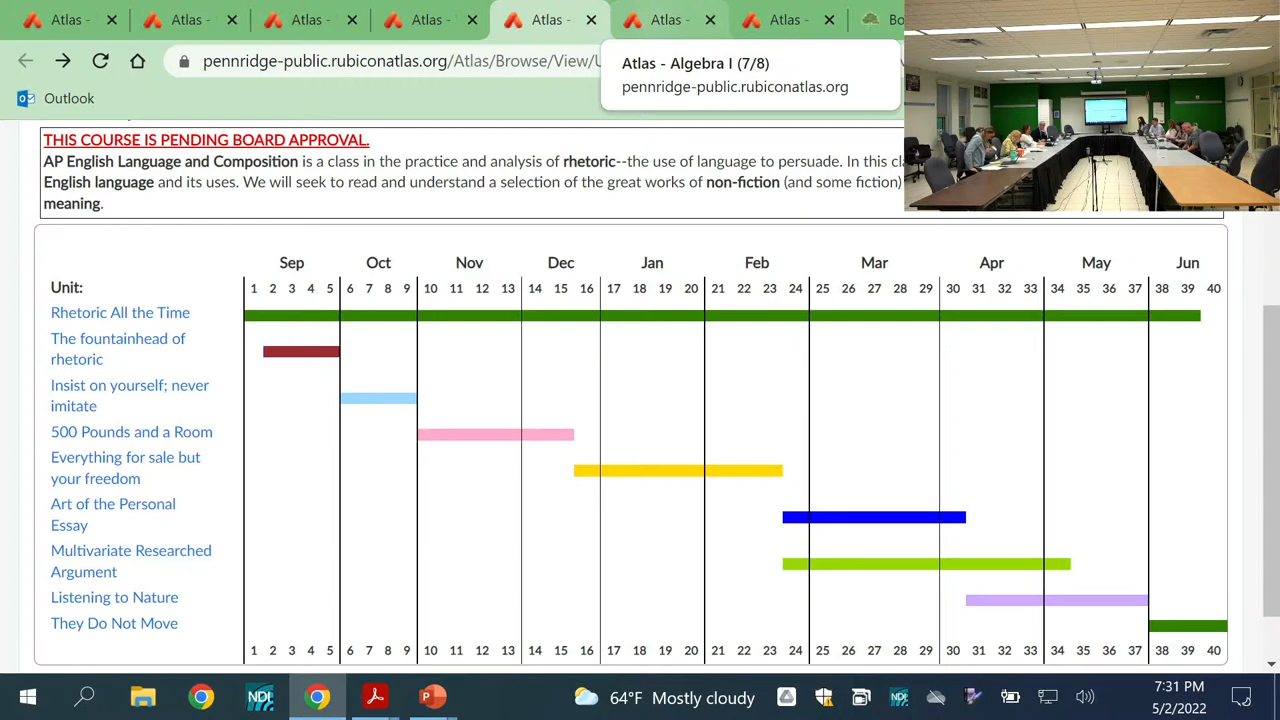 Atlas -
Atlas -
Atlas -
Atlas -
Atlas -
Atlas -
Atlas -
Bo
pennridge-public.rubiconatlas.org/Atlas/Browse/View/U
Atlas - Algebra I (7/8)
pennridge-public.rubiconatlas.org
Outlook
THIS COURSE IS PENDING BOARD APPROVAL.
AP English Language and Composition is a class in the practice and analysis of rhetoric--the use of language to persuade. In this cla
English language and its uses. We will seek to read and understand a selection of the great works of non-fiction (and some fiction)
meaning.
Sep Oct Nov Dec Jan Feb Mar Apr May Jun
Unit: 1 2 3 4 5 6 7 8 9 10 11 12 13 14 15 16 17 18 19 20 21 22 23 24 25 26 27 28 29 30 31 32 33 34 35 36 37 38 39 40
Rhetoric All the Time
The fountainhead of
rhetoric
Insist on yourself; never
imitate
500 Pounds and a Room
Everything for sale but
your freedom
Art of the Personal
Essay
Multivariate Researched
Argument
Listening to Nature
They Do Not Move
1 2 3 4 5 6 7 8 9 10 11 12 13 14 15 16 17 18 19 20 21 22 23 24 25 26 27 28 29 30 31 32 33 34 35 36 37 38 39 40
NDI
64°F Mostly cloudy
NDI
7:31 PM
5/2/2022